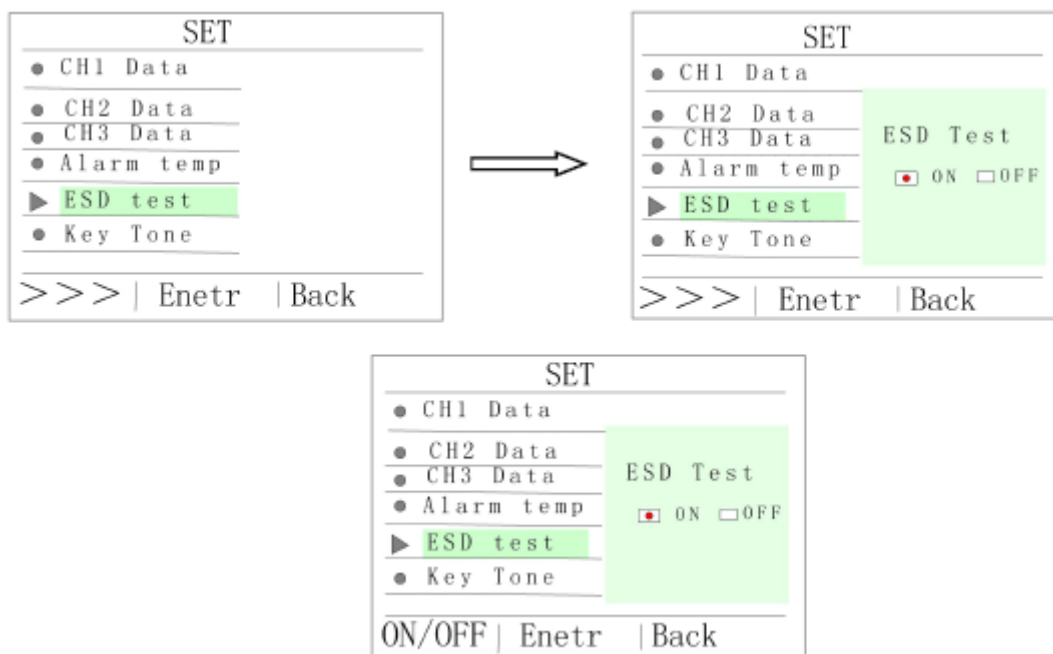 SET
CH1 Data
CH2 Data
CH3 Data
Alarm temp
ESD test
Key Tone
>>> | Enetr | Back
SET
CH1 Data
CH2 Data
CH3 Data
Alarm temp
ESD test
Key Tone
ESD Test
ON OFF
>>> | Enetr | Back
SET
CH1 Data
CH2 Data
CH3 Data
Alarm temp
ESD test
Key Tone
ESD Test
ON OFF
ON/OFF | Enetr | Back